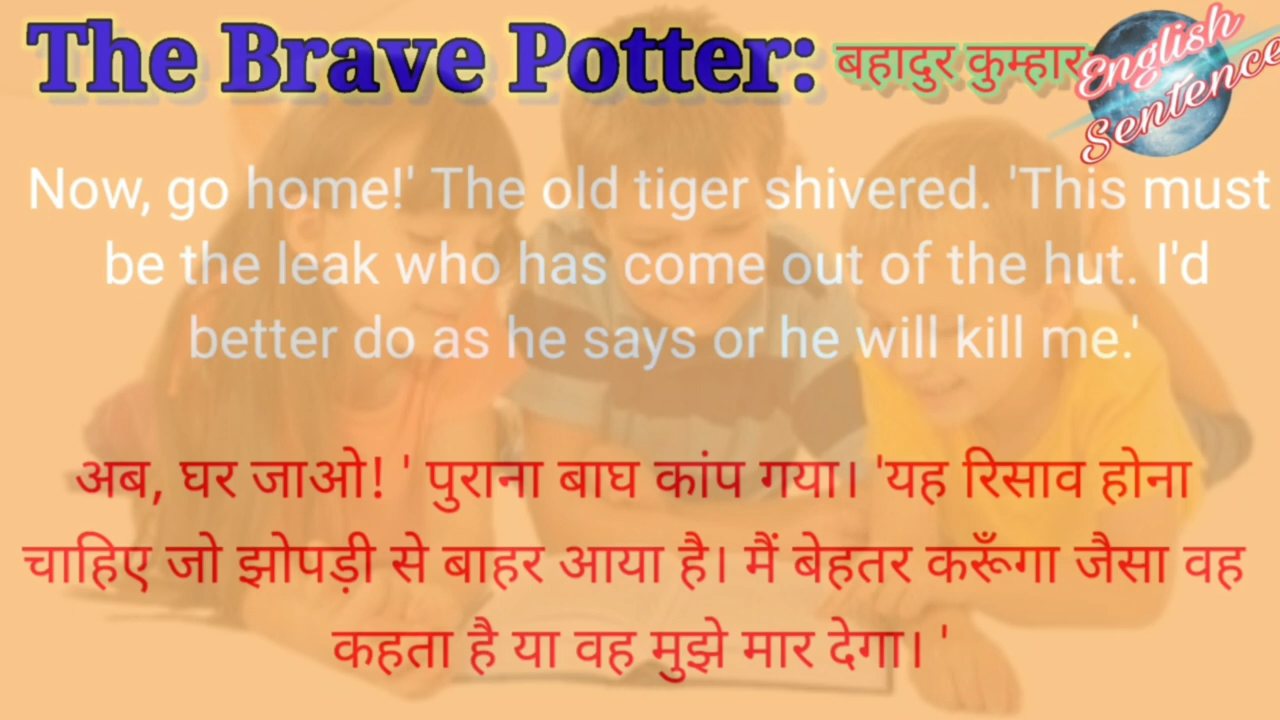 The Brave Potter: बहादुर कुम्हार
English
Sentence
Now, go home!' The old tiger shivered. 'This must
be the leak who has come out of the hut. I'd
better do as he says or he will kill me.'
अब, घर जाओ! ' पुराना बाघ कांप गया। 'यह रिसाव होना
चाहिए जो झोपड़ी से बाहर आया है। मैं बेहतर करूँगा जैसा वह
कहता है या वह मुझे मार देगा। '